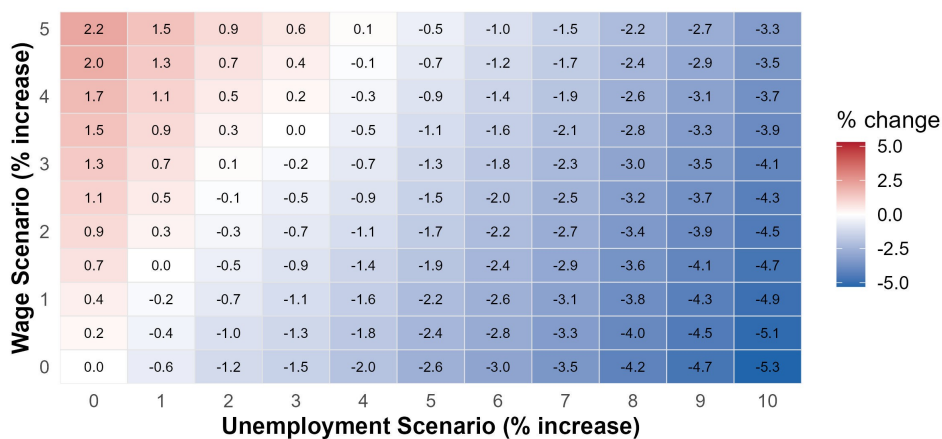 Wage Scenario (% increase)
5 2.2 1.5 0.9 0.6 0.1 -0.5 -1.0 -1.5 -2.2 -2.7 -3.3
2.0 1.3 0.7 0.4 -0.1 -0.7 -1.2 -1.7 -2.4 -2.9 -3.5
4 1.7 1.1 0.5 0.2 -0.3 -0.9 -1.4 -1.9 -2.6 -3.1 -3.7
1.5 0.9 0.3 0.0 -0.5 -1.1 -1.6 -2.1 -2.8 -3.3 -3.9
3 1.3 0.7 0.1 -0.2 -0.7 -1.3 -1.8 -2.3 -3.0 -3.5 -4.1
1.1 0.5 -0.1 -0.5 -0.9 -1.5 -2.0 -2.5 -3.2 -3.7 -4.3
2 0.9 0.3 -0.3 -0.7 -1.1 -1.7 -2.2 -2.7 -3.4 -3.9 -4.5
0.7 0.0 -0.5 -0.9 -1.4 -1.9 -2.4 -2.9 -3.6 -4.1 -4.7
1 0.4 -0.2 -0.7 -1.1 -1.6 -2.2 -2.6 -3.1 -3.8 -4.3 -4.9
0.2 -0.4 -1.0 -1.3 -1.8 -2.4 -2.8 -3.3 -4.0 -4.5 -5.1
0 0.0 -0.6 -1.2 -1.5 -2.0 -2.6 -3.0 -3.5 -4.2 -4.7 -5.3
0 1 2 3 4 5 6 7 8 9 10
Unemployment Scenario (% increase)
% change
5.0
2.5
0.0
-2.5
-5.0